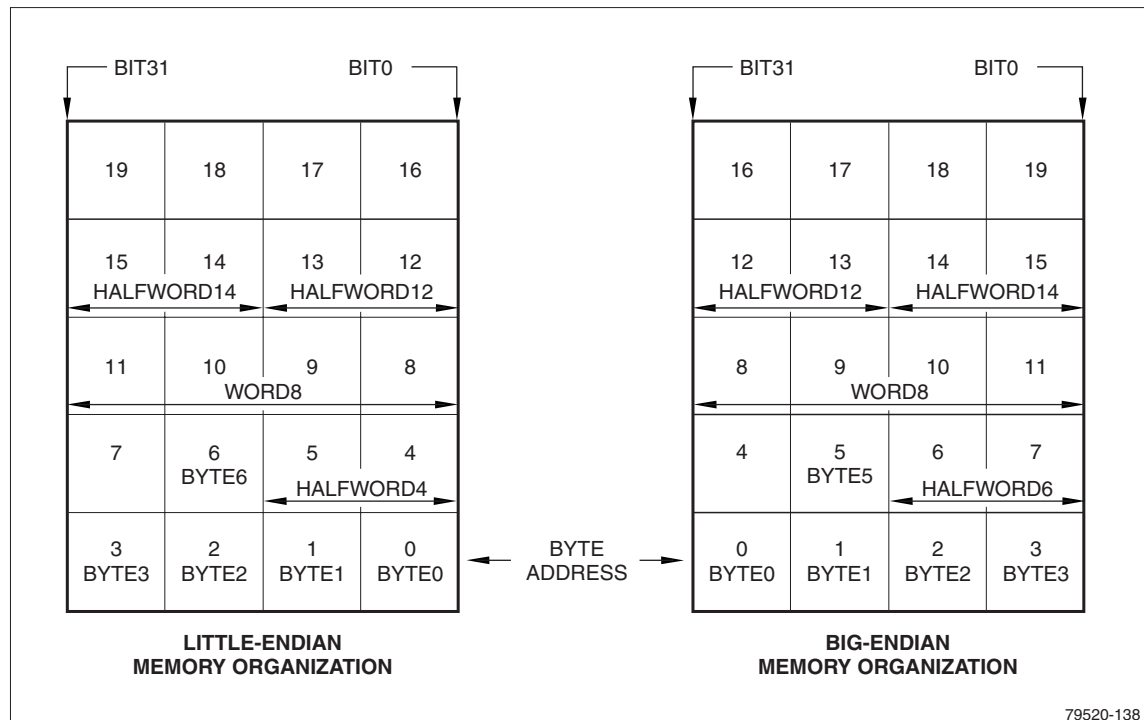 BIT31 BIT0
19 18 17 16
15 14 13 12
HALFWORD14 HALFWORD12
11 10 9 8
WORD8
7 6 5 4
BYTE6
HALFWORD4
3 2 1 0
BYTE3 BYTE2 BYTE1 BYTE0
LITTLE-ENDIAN
MEMORY ORGANIZATION
BYTE
ADDRESS
BIT31 BIT0
16 17 18 19
12 13 14 15
HALFWORD12 HALFWORD14
8 9 10 11
WORD8
4 5 6 7
BYTE5
HALFWORD6
0 1 2 3
BYTE0 BYTE1 BYTE2 BYTE3
BIG-ENDIAN
MEMORY ORGANIZATION
79520-138